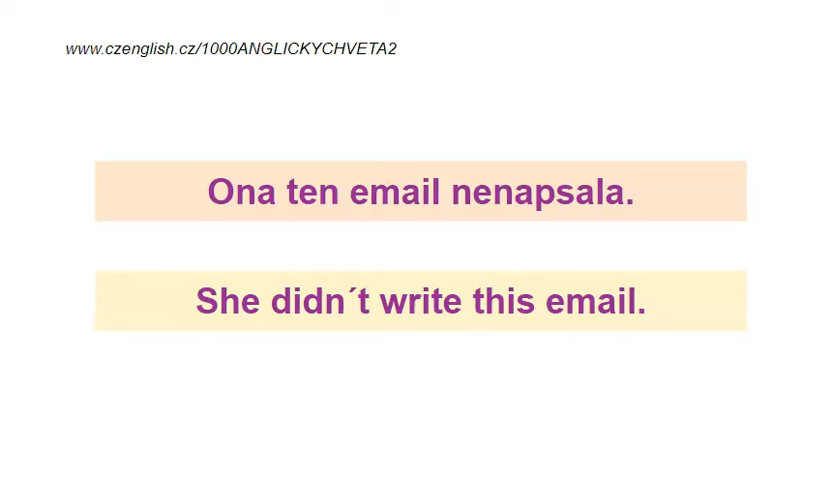 www.czenglish.cz/1000ANGLICKYCHVETA2
Ona ten email nenapsala.
She didn´t write this email.